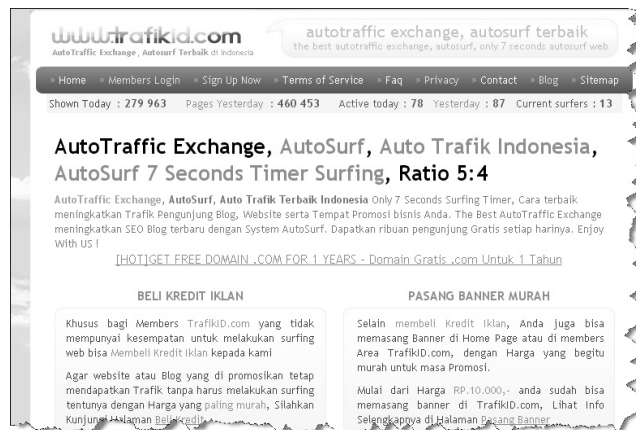 www.trafikid.com
AutoTraffic Exchange, Autosurf Terbaik di Indonesia
autotraffic exchange, autosurf terbaik
the best autotraffic exchange, autosurf, only 7 seconds autosurf web
» Home » Members Login » Sign Up Now » Terms of Service » Faq » Privacy » Contact » Blog » Sitemap
Shown Today : 279 963 Pages Yesterday : 460 453 Active today : 78 Yesterday : 87 Current surfers : 13
AutoTraffic Exchange, AutoSurf, Auto Trafik Indonesia,
AutoSurf 7 Seconds Timer Surfing, Ratio 5:4
AutoTraffic Exchange, AutoSurf, Auto Trafik Terbaik Indonesia Only 7 Seconds Surfing Timer, Cara terbaik
meningkatkan Trafik Pengunjung Blog, Website serta Tempat Promosi bisnis Anda. The Best AutoTraffic Exchange
meningkatkan SEO Blog terbaru dengan System AutoSurf. Dapatkan ribuan pengunjung Gratis setiap harinya. Enjoy
With US !
[HOT]GET FREE DOMAIN .COM FOR 1 YEARS - Domain Gratis .com Untuk 1 Tahun
BELI KREDIT IKLAN
Khusus bagi Members TrafikID.com yang tidak
mempunyai kesempatan untuk melakukan surfing
web bisa Membeli Kredit Iklan kepada kami
Agar website atau Blog yang di promosikan tetap
mendapatkan Trafik tanpa harus melakukan surfing
tentunya dengan Harga yang paling murah, Silahkan
Kunjungi Halaman Beli Kredit.
PASANG BANNER MURAH
Selain membeli Kredit Iklan, Anda juga bisa
memasang Banner di Home Page atau di members
Area TrafikID.com, dengan Harga yang begitu
murah untuk masa Promosi.
Mulai dari Harga RP.10.000,- anda sudah bisa
memasang banner di TrafikID.com, Lihat Info
Selengkapnya di Halaman Pasang Banner